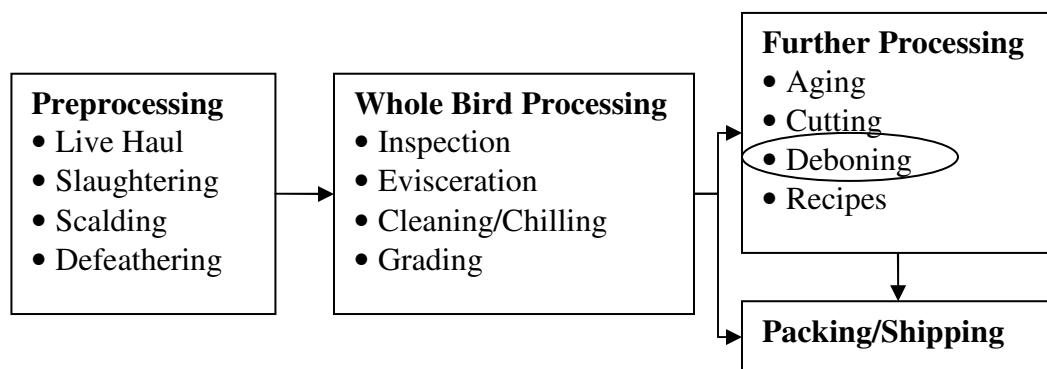 Preprocessing
• Live Haul
• Slaughtering
• Scalding
• Defeathering
Whole Bird Processing
• Inspection
• Evisceration
• Cleaning/Chilling
• Grading
Further Processing
• Aging
• Cutting
• Deboning
• Recipes
Packing/Shipping